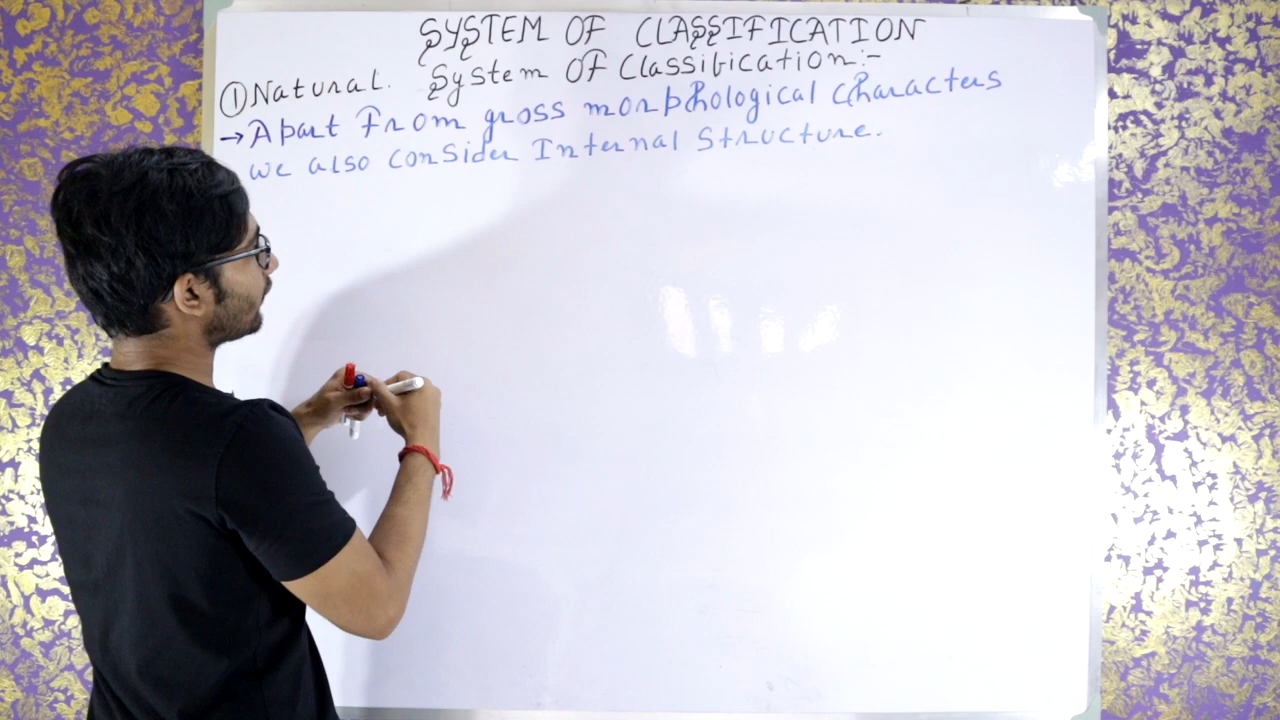 SYSTEM OF CLASSIFICATION
① Natural. System OF Classification:-
→ Apart From gross morphological characters
we also consider Internal Structure.